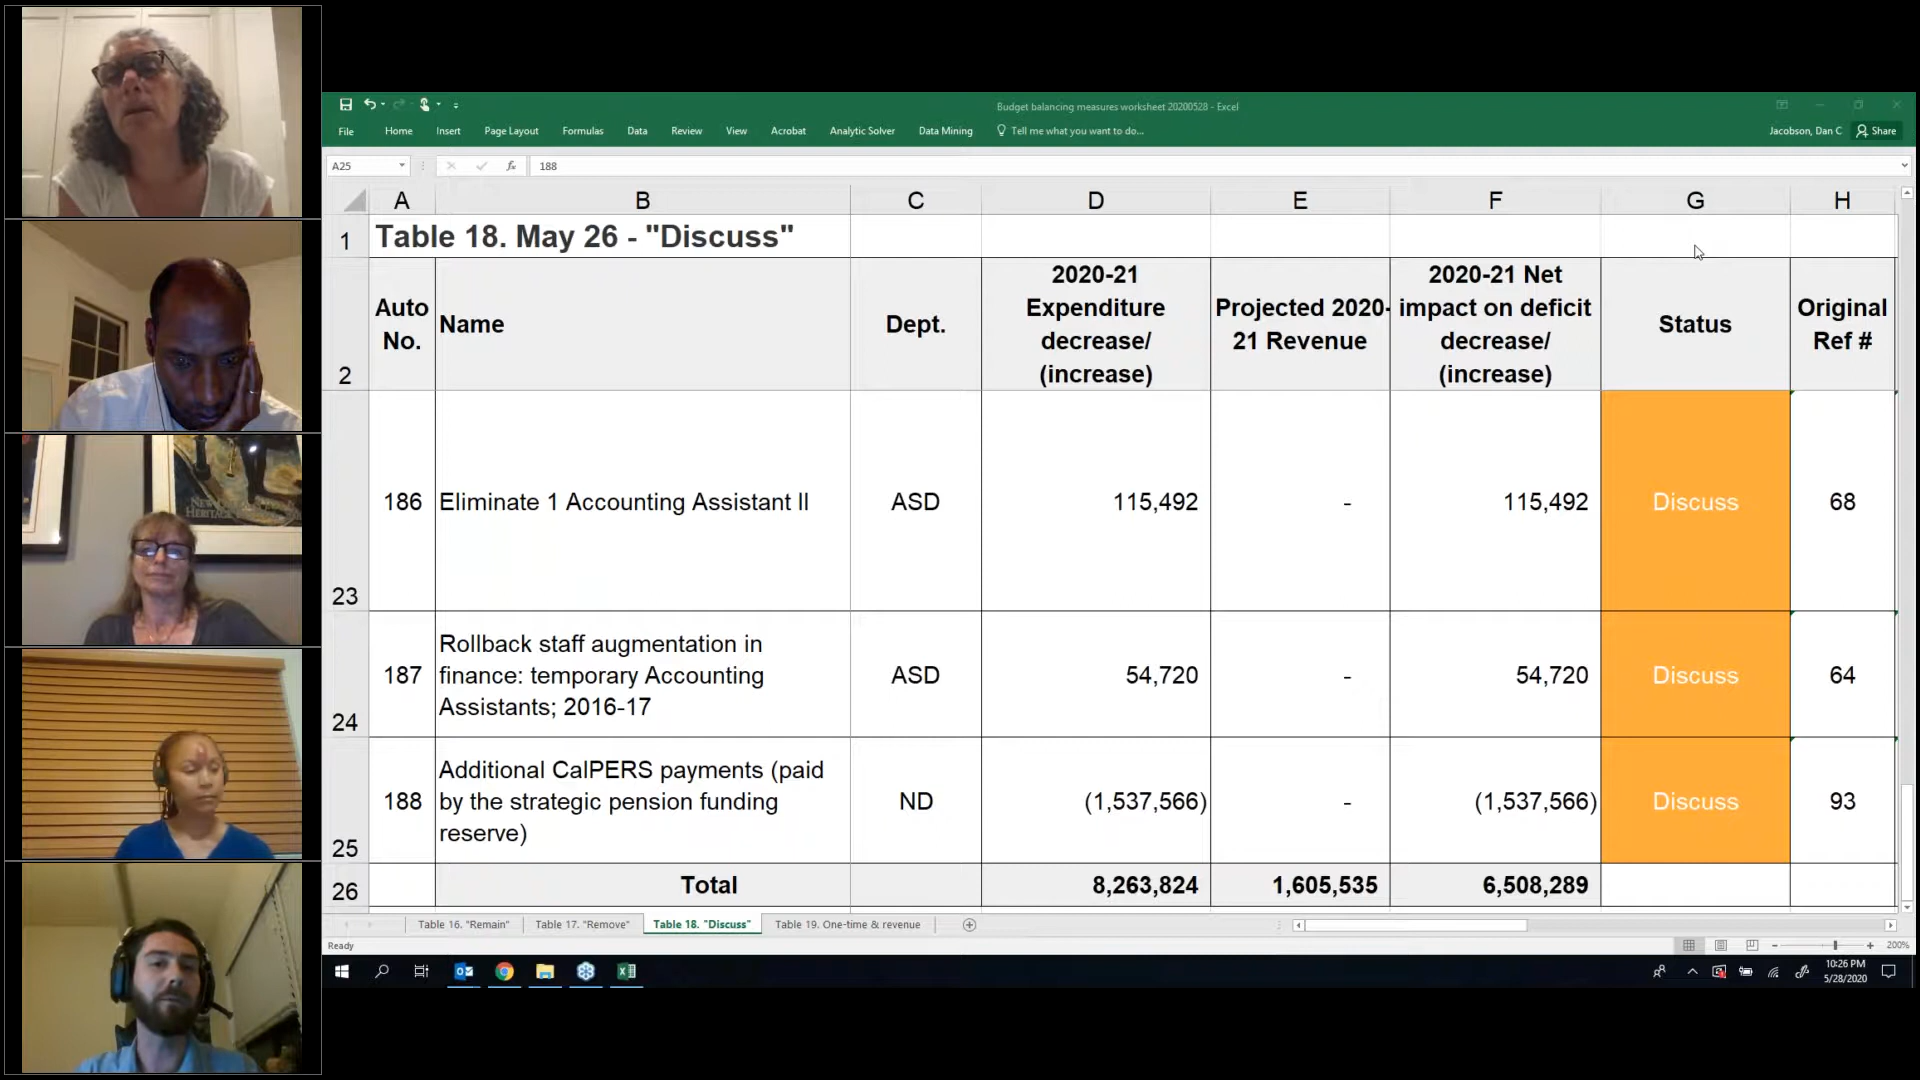 Budget balancing measures worksheet 20200528 - Excel
File Home Insert Page Layout Formulas Data Review View Acrobat Analytic Solver Data Mining Tell me what you want to do... Jacobson, Dan C Share
A25 fx 188
A B C D E F G H
1 Table 18. May 26 - "Discuss"
2
Auto
No.
Name
Dept.
2020-21
Expenditure
decrease/
(increase)
Projected 2020-
21 Revenue
2020-21 Net
impact on deficit
decrease/
(increase)
Status
Original
Ref #
23
186 Eliminate 1 Accounting Assistant II ASD 115,492 - 115,492 Discuss 68
24
187
Rollback staff augmentation in
finance: temporary Accounting
Assistants; 2016-17
ASD 54,720 - 54,720 Discuss 64
25
188
Additional CalPERS payments (paid
by the strategic pension funding
reserve)
ND (1,537,566) - (1,537,566) Discuss 93
26 Total 8,263,824 1,605,535 6,508,289
Table 16. "Remain" Table 17. "Remove" Table 18. "Discuss" Table 19. One-time & revenue
Ready 200%
10:26 PM
5/28/2020